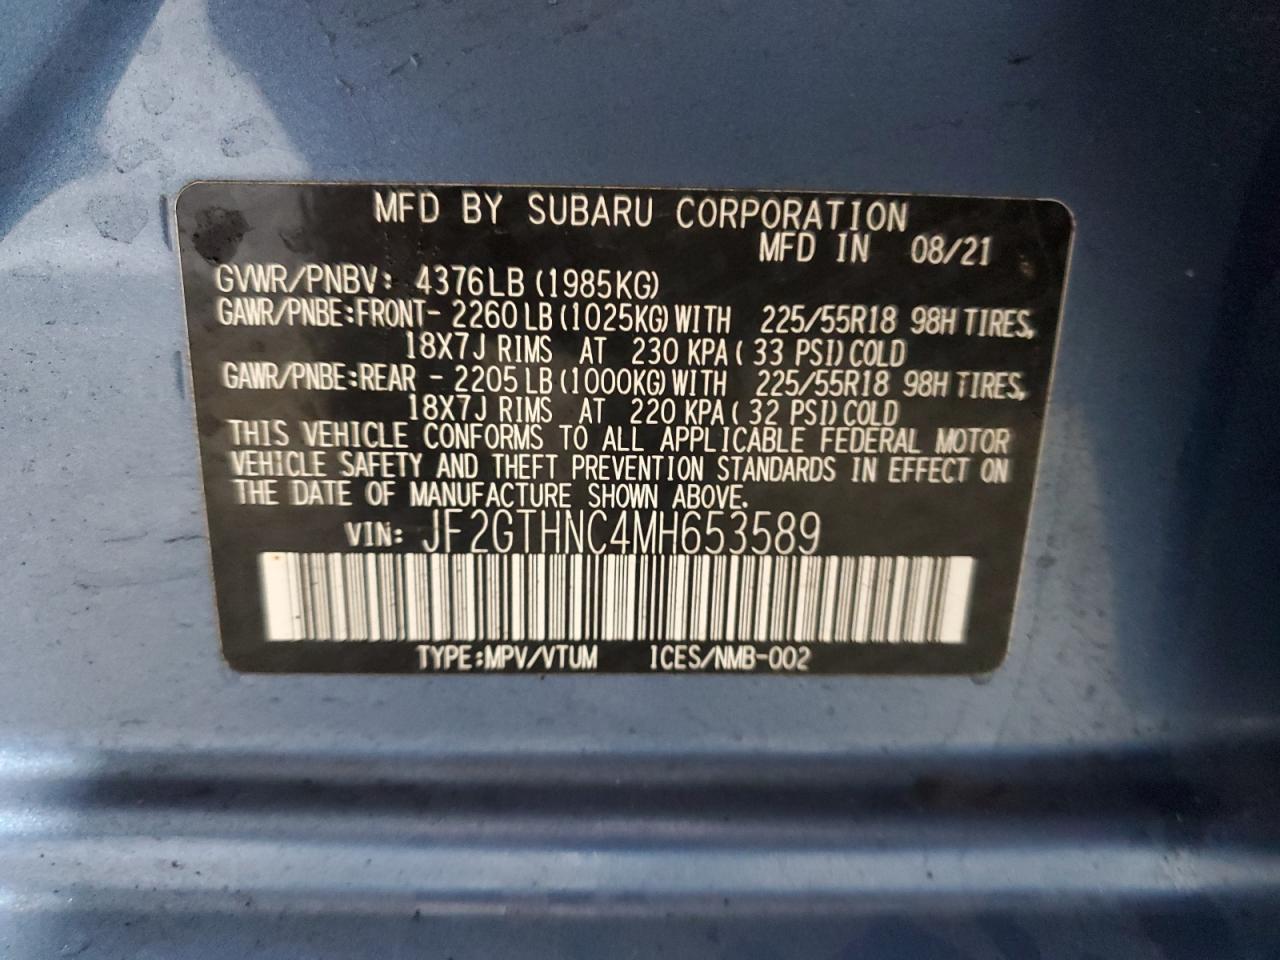 MFD BY SUBARU CORPORATION
MFD IN 08/21
GVWR/PNBV: 4376LB (1985KG)
GAWR/PNBE:FRONT- 2260 LB (1025KG) WITH 225/55R18 98H TIRES,
18X7J RIMS AT 230 KPA ( 33 PSI) COLD
GAWR/PNBE:REAR - 2205 LB (1000KG) WITH 225/55R18 98H TIRES,
18X7J RIMS AT 220 KPA ( 32 PSI) COLD
THIS VEHICLE CONFORMS TO ALL APPLICABLE FEDERAL MOTOR
VEHICLE SAFETY AND THEFT PREVENTION STANDARDS IN EFFECT ON
THE DATE OF MANUFACTURE SHOWN ABOVE.
VIN: JF2GTHNC4MH653589
TYPE:MPV/VTUM ICES/NMB-002